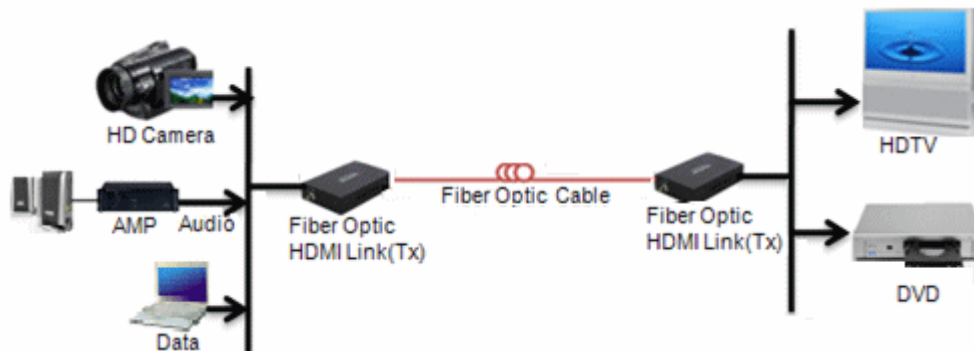 HD Camera
AMP
Audio
Data
Fiber Optic
HDMI Link(Tx)
Fiber Optic Cable
Fiber Optic
HDMI Link(Tx)
HDTV
DVD